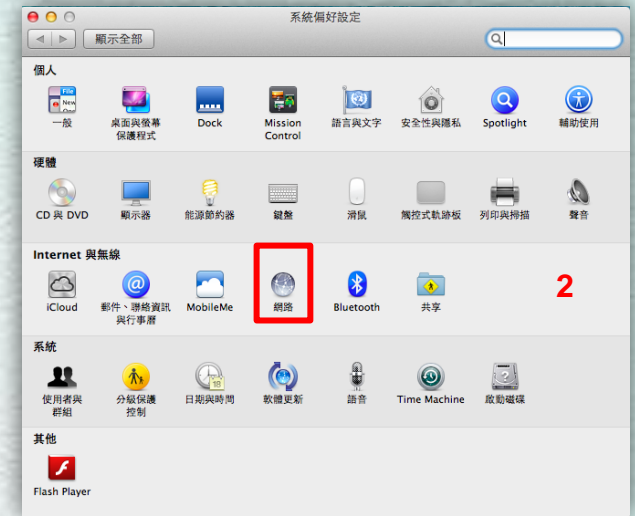 系統偏好設定
顯示全部
個人
File
New
一般
桌面與螢幕
保護程式
Dock
Mission
Control
語言與文字
安全性與隱私
Spotlight
輔助使用
硬體
CD 與 DVD
顯示器
能源節約器
鍵盤
滑鼠
觸控式軌跡板
列印與掃描
聲音
Internet 與無線
iCloud
郵件、聯絡資訊
與行事曆
MobileMe
網路
Bluetooth
共享
2
系統
使用者與
群組
分級保護
控制
18
日期與時間
軟體更新
語音
Time Machine
啟動磁碟
其他
Flash Player